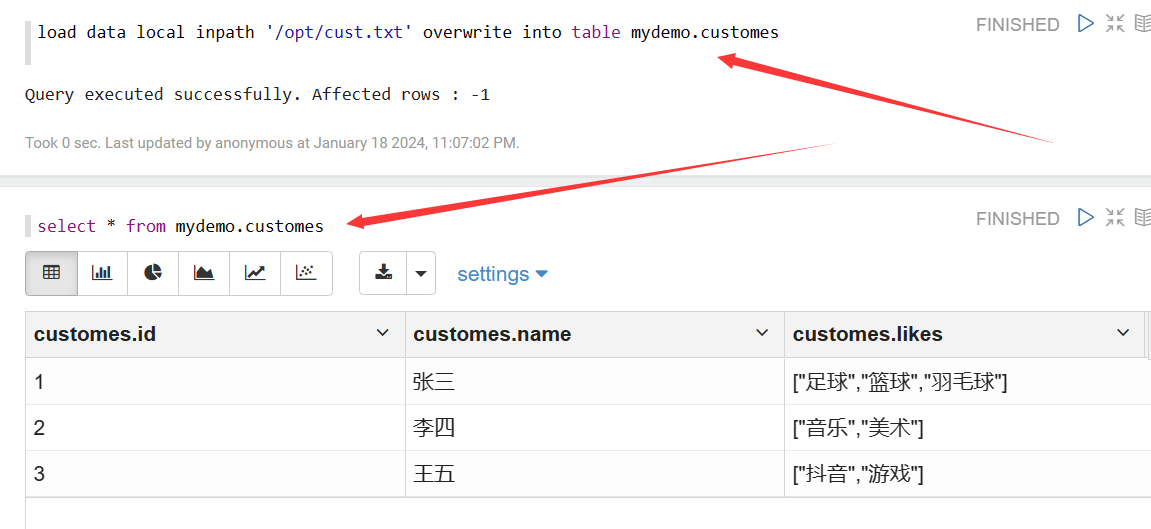 load data local inpath '/opt/cust.txt' overwrite into table mydemo.customes
FINISHED
Query executed successfully. Affected rows : -1
Took 0 sec. Last updated by anonymous at January 18 2024, 11:07:02 PM.
select * from mydemo.customes
FINISHED
settings
customes.id customes.name customes.likes
1 张三 ["足球","篮球","羽毛球"]
2 李四 ["音乐","美术"]
3 王五 ["抖音","游戏"]